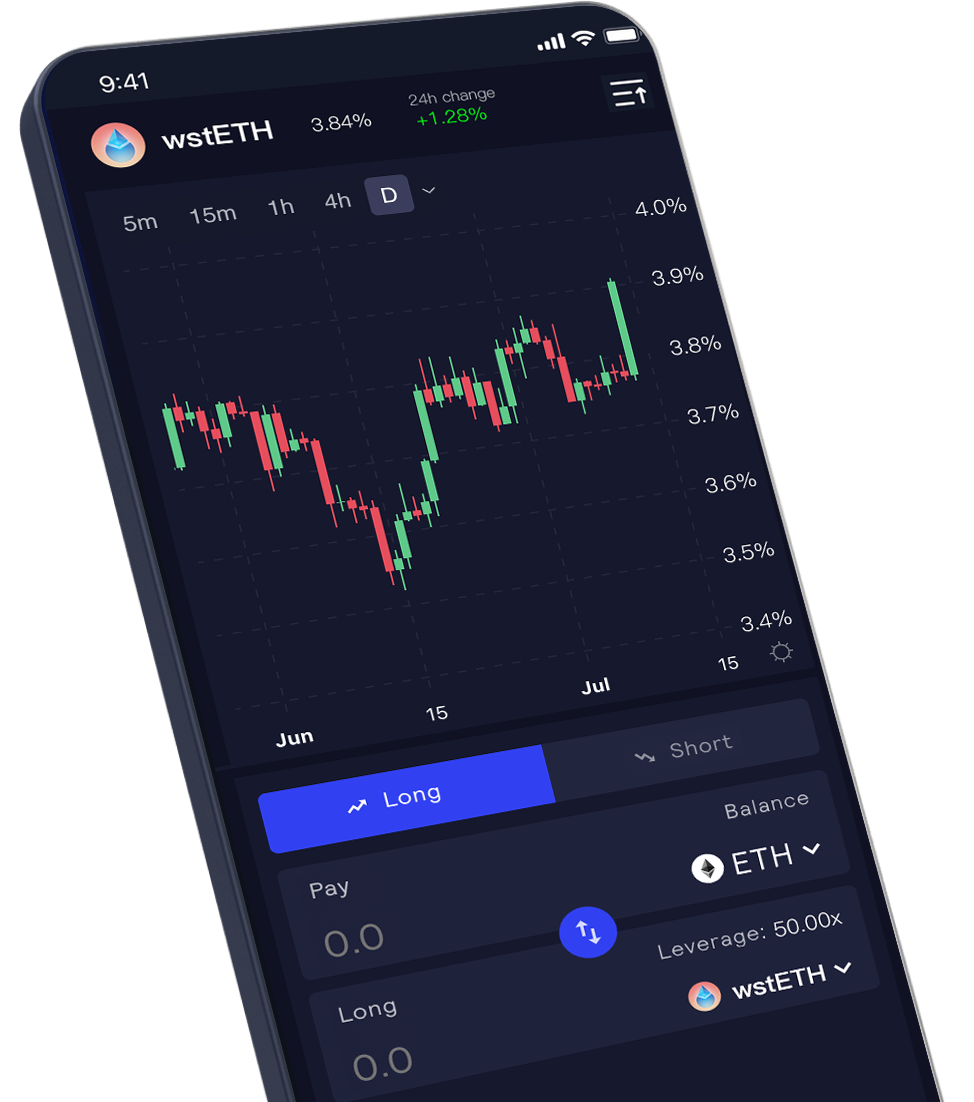 9:41
wstETH 3.84% 24h change
+1.28%
5m 15m 1h 4h D
4.0%
3.9%
3.8%
3.7%
3.6%
3.5%
3.4%
Jun 15 Jul 15
Long Short
Pay Balance
0.0 ETH
Long Leverage: 50.00x
0.0 wstETH